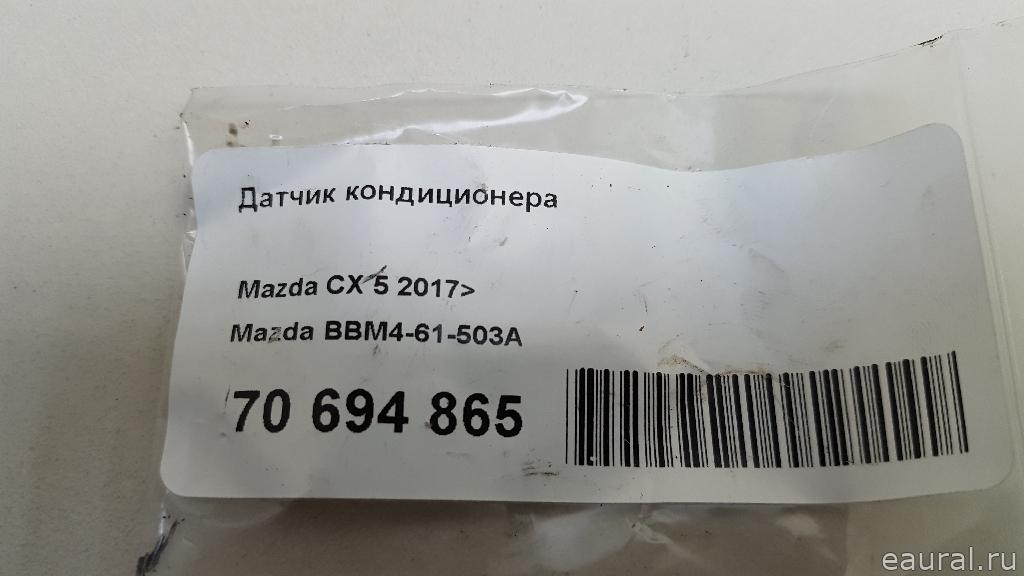 Датчик кондиционера
Mazda CX 5 2017>
Mazda BBM4-61-503A
70 694 865
eaural.ru